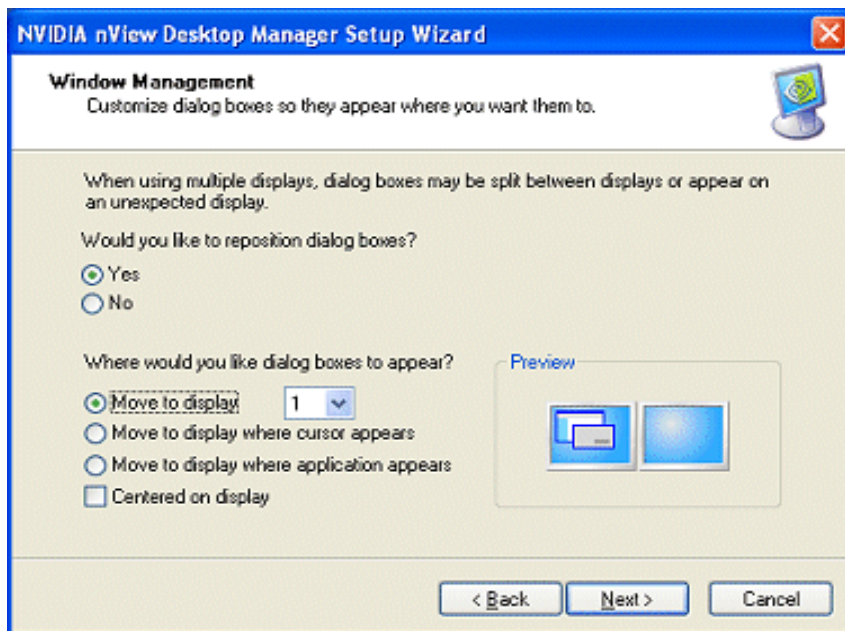 NVIDIA nView Desktop Manager Setup Wizard
Window Management
Customize dialog boxes so they appear where you want them to.
When using multiple displays, dialog boxes may be split between displays or appear on
an unexpected display.
Would you like to reposition dialog boxes?
Yes
No
Where would you like dialog boxes to appear?
Preview
Move to display 1
Move to display where cursor appears
Move to display where application appears
Centered on display
< Back Next > Cancel